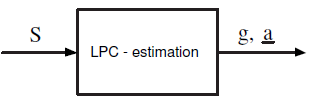 S
LPC - estimation
g, a